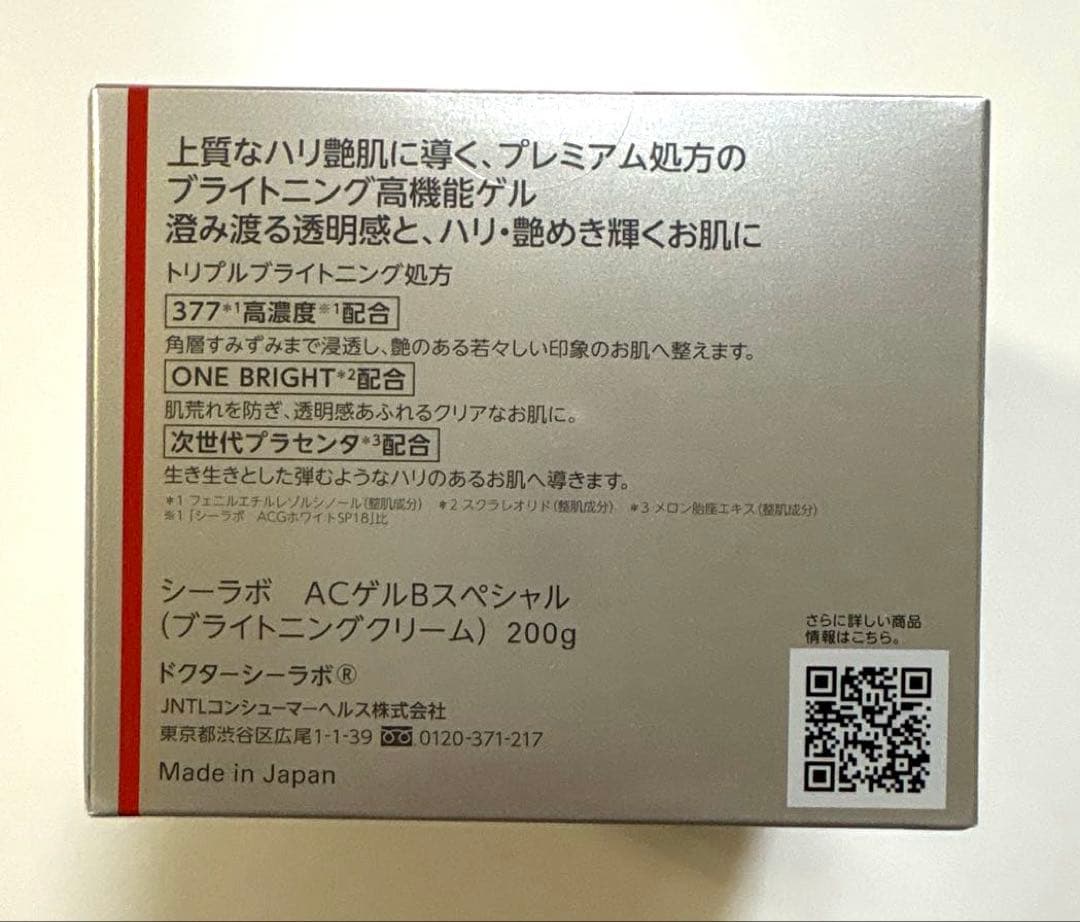 上質なハリ艶肌に導く、プレミアム処方の
ブライトニング高機能ゲル
澄み渡る透明感と、ハリ・艶めき輝くお肌に
トリプルブライトニング処方
377*1高濃度※1配合
角層すみずみまで浸透し、艶のある若々しい印象のお肌へ整えます。
ONE BRIGHT*2配合
肌荒れを防ぎ、透明感あふれるクリアなお肌に。
次世代プラセンタ*3配合
生き生きとした弾むようなハリのあるお肌へ導きます。
*1 フェニルエチルレゾルシノール(整肌成分) *2 スクラレオリド(整肌成分) *3 メロン胎座エキス(整肌成分)
※1「シーラボ ACGホワイトSP18」比
シーラボ ACゲルBスペシャル
(ブライトニングクリーム) 200g
ドクターシーラボ®
JNTLコンシューマーヘルス株式会社
東京都渋谷区広尾1-1-39 0120-371-217
Made in Japan
さらに詳しい商品
情報はこちら。